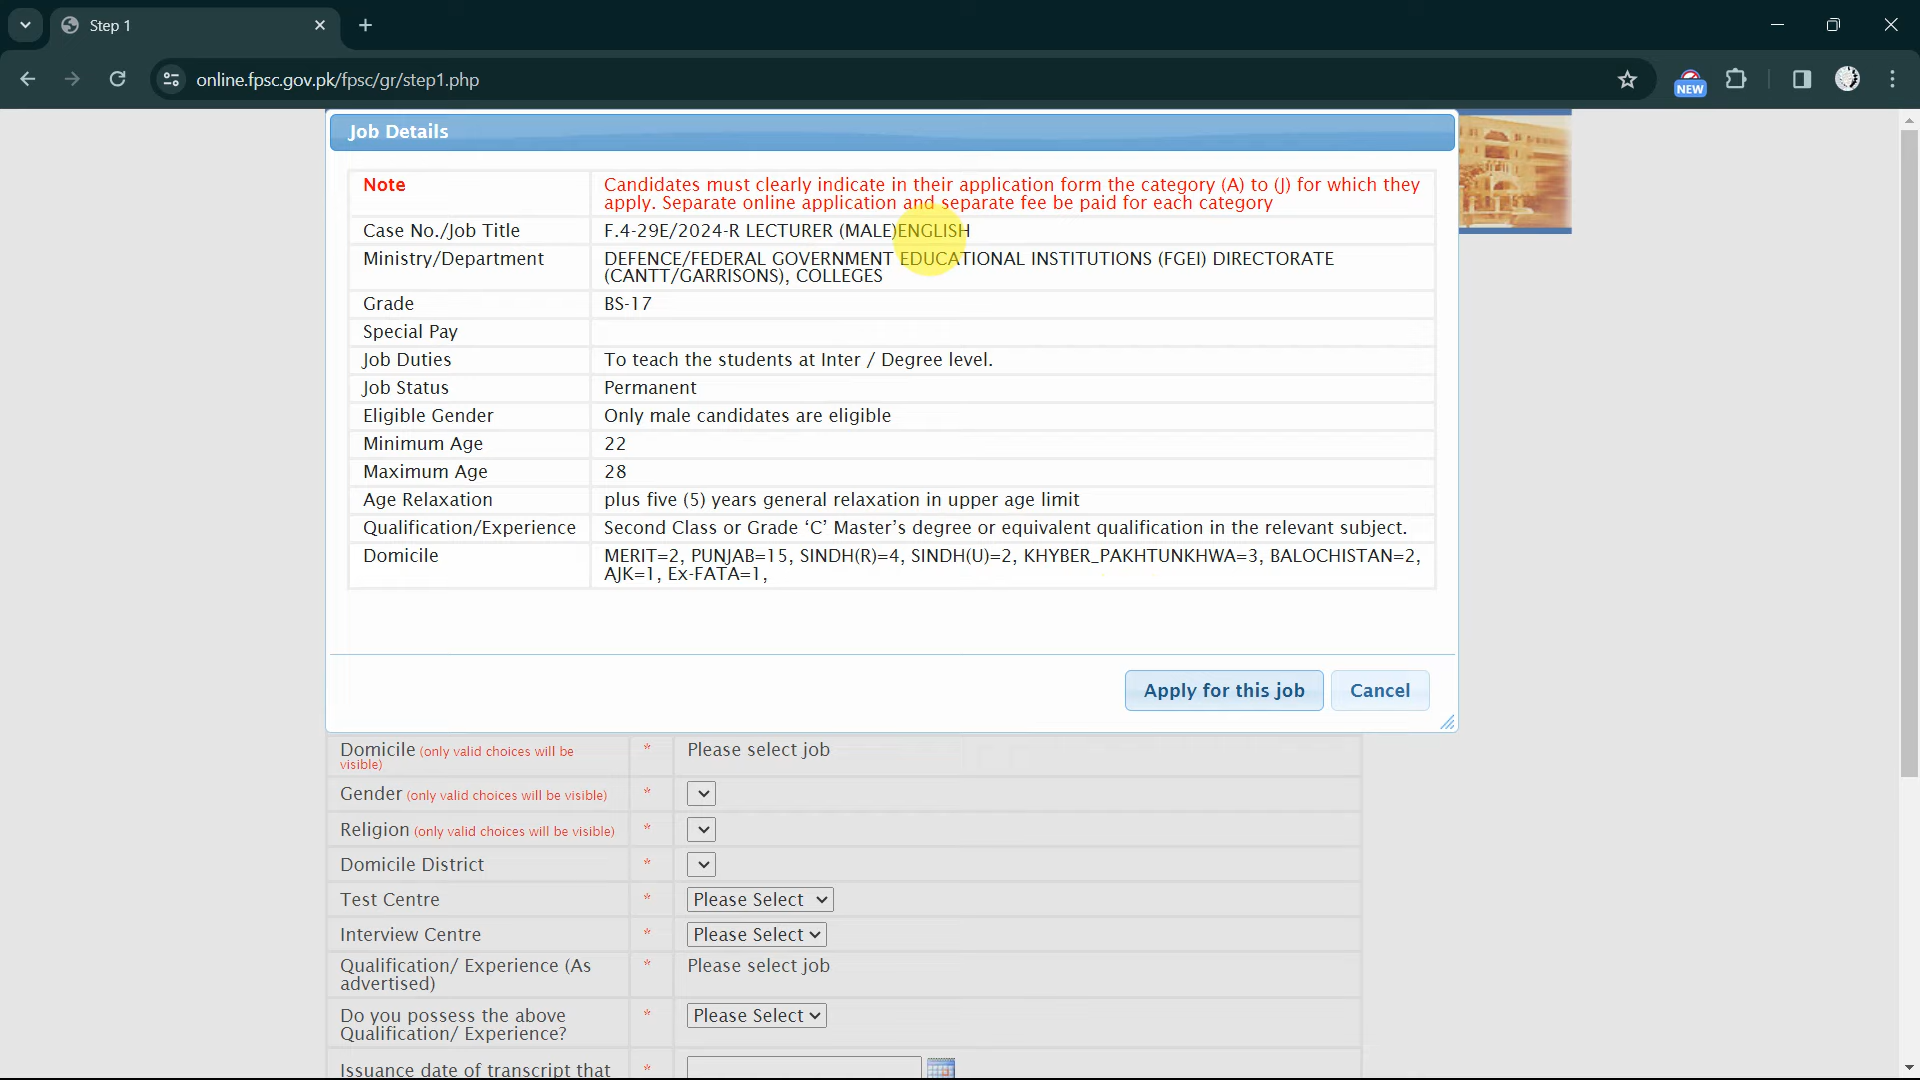 Step 1
online.fpsc.gov.pk/fpsc/gr/step1.php
NEW
Job Details
Note
Candidates must clearly indicate in their application form the category (A) to (J) for which they
apply. Separate online application and separate fee be paid for each category
Case No./Job Title
F.4-29E/2024-R LECTURER (MALE)ENGLISH
Ministry/Department
DEFENCE/FEDERAL GOVERNMENT EDUCATIONAL INSTITUTIONS (FGEI) DIRECTORATE
(CANTT/GARRISONS), COLLEGES
Grade
BS-17
Special Pay
Job Duties
To teach the students at Inter / Degree level.
Job Status
Permanent
Eligible Gender
Only male candidates are eligible
Minimum Age
22
Maximum Age
28
Age Relaxation
plus five (5) years general relaxation in upper age limit
Qualification/Experience
Second Class or Grade ‘C’ Master’s degree or equivalent qualification in the relevant subject.
Domicile
MERIT=2, PUNJAB=15, SINDH(R)=4, SINDH(U)=2, KHYBER_PAKHTUNKHWA=3, BALOCHISTAN=2,
AJK=1, Ex-FATA=1,
Apply for this job
Cancel
Domicile (only valid choices will be
visible)
*
Please select job
Gender (only valid choices will be visible)
*
Religion (only valid choices will be visible)
*
Domicile District
*
Test Centre
*
Please Select
Interview Centre
*
Please Select
Qualification/ Experience (As
advertised)
*
Please select job
Do you possess the above
Qualification/ Experience?
*
Please Select
Issuance date of transcript that
*